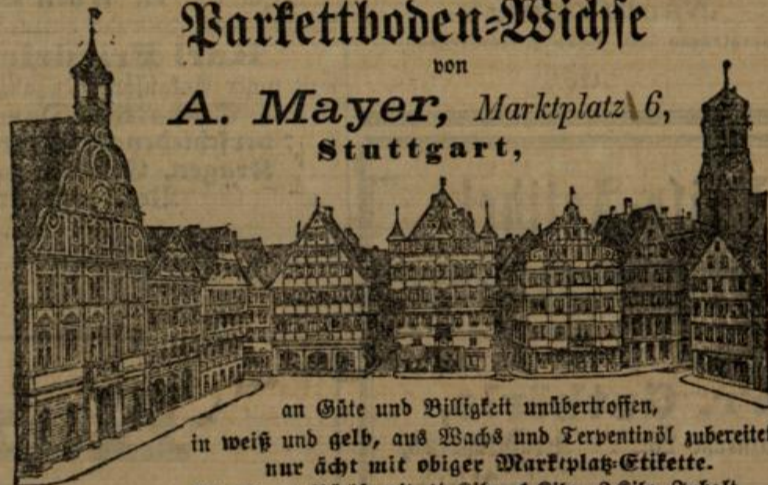 Parkettboden-Wichse
von
A. Mayer, Marktplatz 6,
Stuttgart,
an Güte und Billigkeit unübertroffen,
in weiß und gelb, aus Wachs und Terpentinöl zubereitet
nur ächt mit obiger Marktplatz-Etikette.